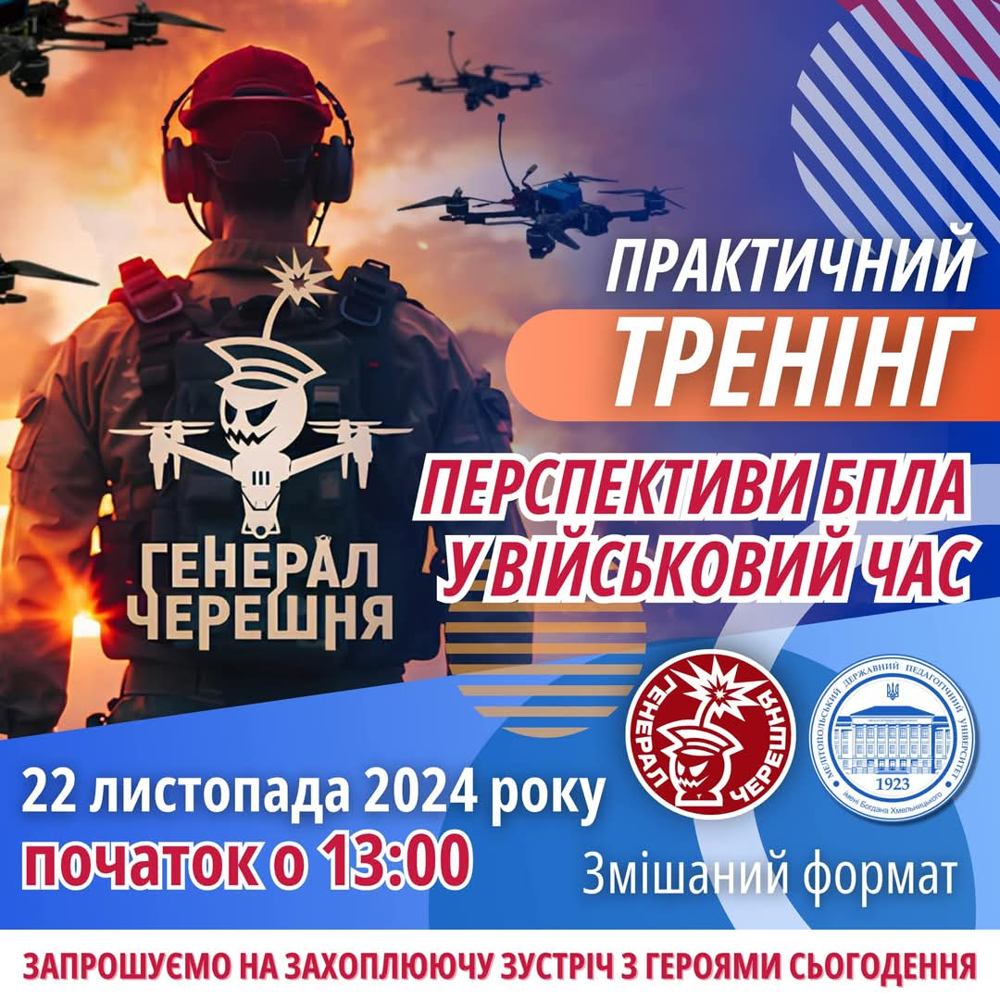 ПРАКТИЧНИЙ
ТРЕНІНГ
ПЕРСПЕКТИВИ БПЛА
У ВІЙСЬКОВИЙ ЧАС
ГЕНЕРАЛ
ЧЕРЕШНЯ
ГЕНЕРАЛ ЧЕРЕШНЯ
МЕЛІТОПОЛЬСЬКИЙ ДЕРЖАВНИЙ ПЕДАГОГІЧНИЙ УНІВЕРСИТЕТ
1923
імені Богдана Хмельницького
22 листопада 2024 року
початок о 13:00
Змішаний формат
ЗАПРОШУЄМО НА ЗАХОПЛЮЮЧУ ЗУСТРІЧ З ГЕРОЯМИ СЬОГОДЕННЯ